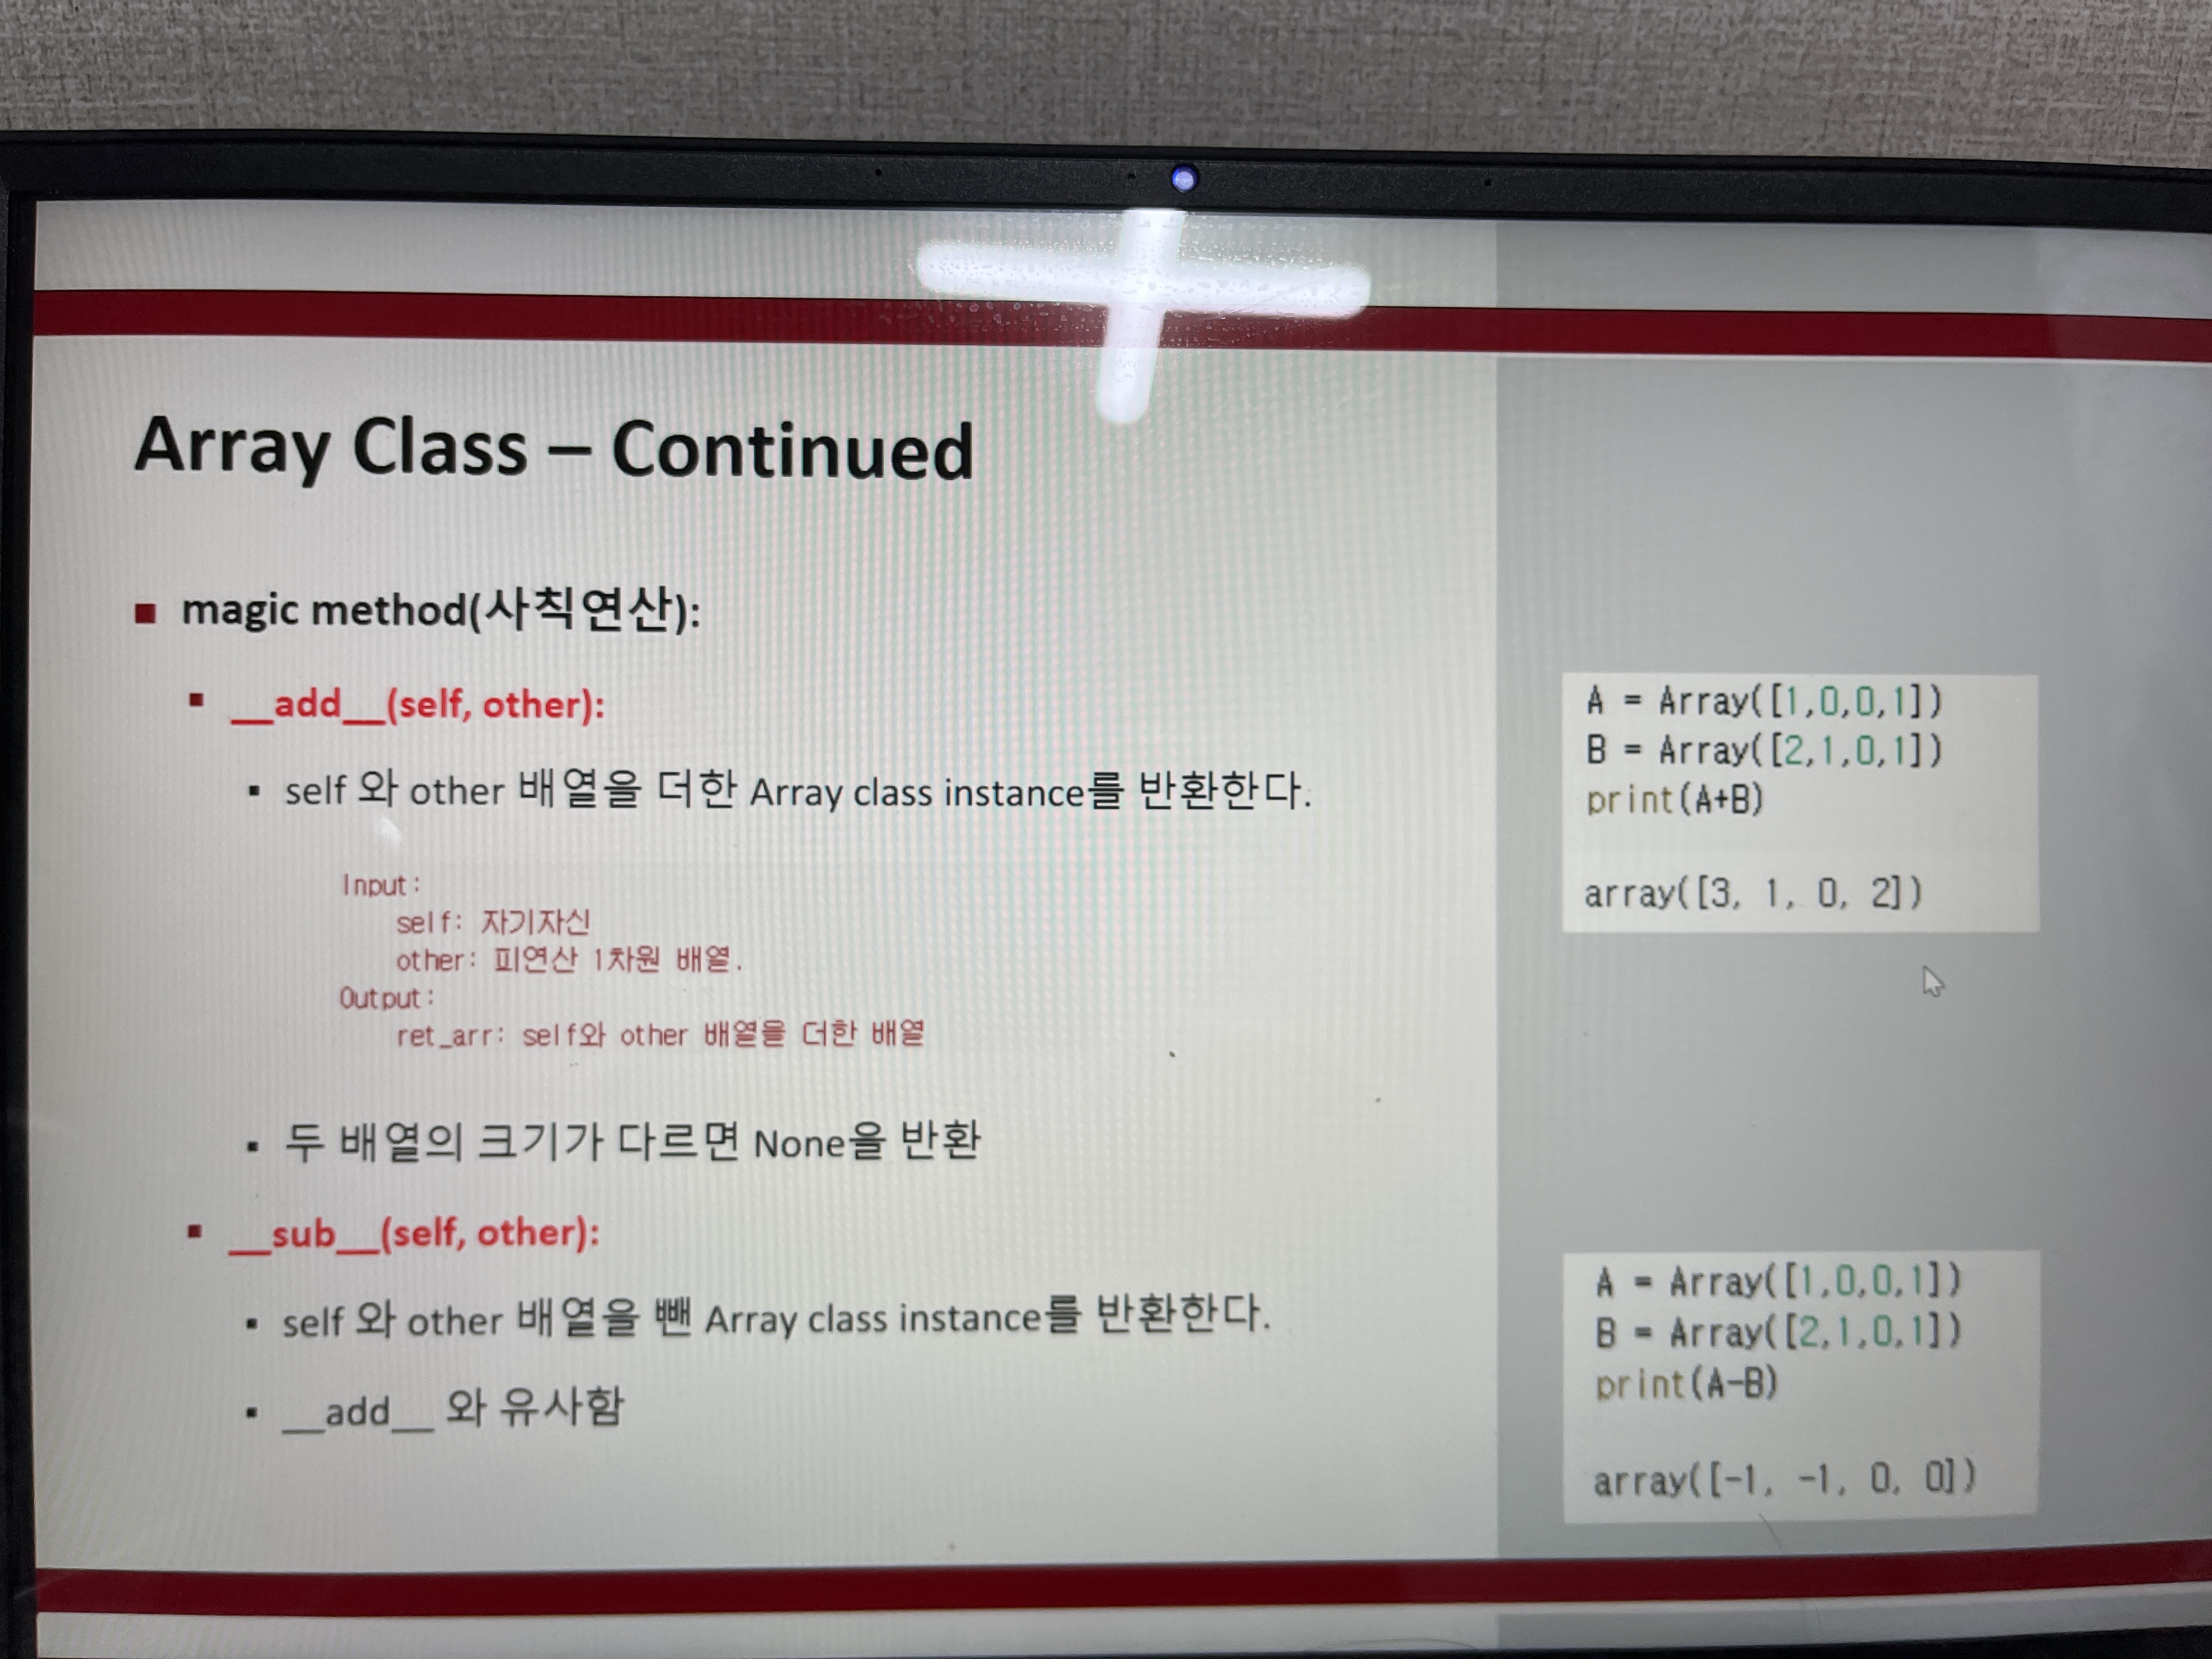 Array Class – Continued
magic method(사칙연산):
__add__(self, other):
self 와 other 배열을 더한 Array class instance를 반환한다.
Input:
self: 자기자신
other: 피연산 1차원 배열.
Output:
ret_arr: self와 other 배열을 더한 배열
두 배열의 크기가 다르면 None을 반환
__sub__(self, other):
self 와 other 배열을 뺀 Array class instance를 반환한다.
__add__ 와 유사함
A = Array([1,0,0,1])
B = Array([2,1,0,1])
print(A+B)
array([3, 1, 0, 2])
A = Array([1,0,0,1])
B = Array([2,1,0,1])
print(A-B)
array([-1, -1, 0, 0])